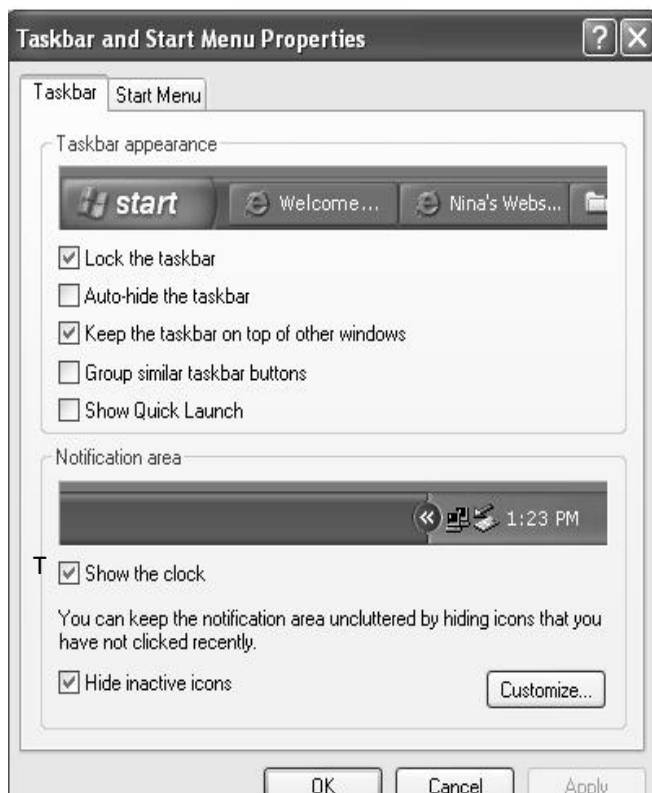 Taskbar and Start Menu Properties
Taskbar Start Menu
Taskbar appearance
start Welcome... Nina's Webs...
Lock the taskbar
Auto-hide the taskbar
Keep the taskbar on top of other windows
Group similar taskbar buttons
Show Quick Launch
Notification area
1:23 PM
T Show the clock
You can keep the notification area uncluttered by hiding icons that you
have not clicked recently.
Hide inactive icons Customize...
OK Cancel Apply